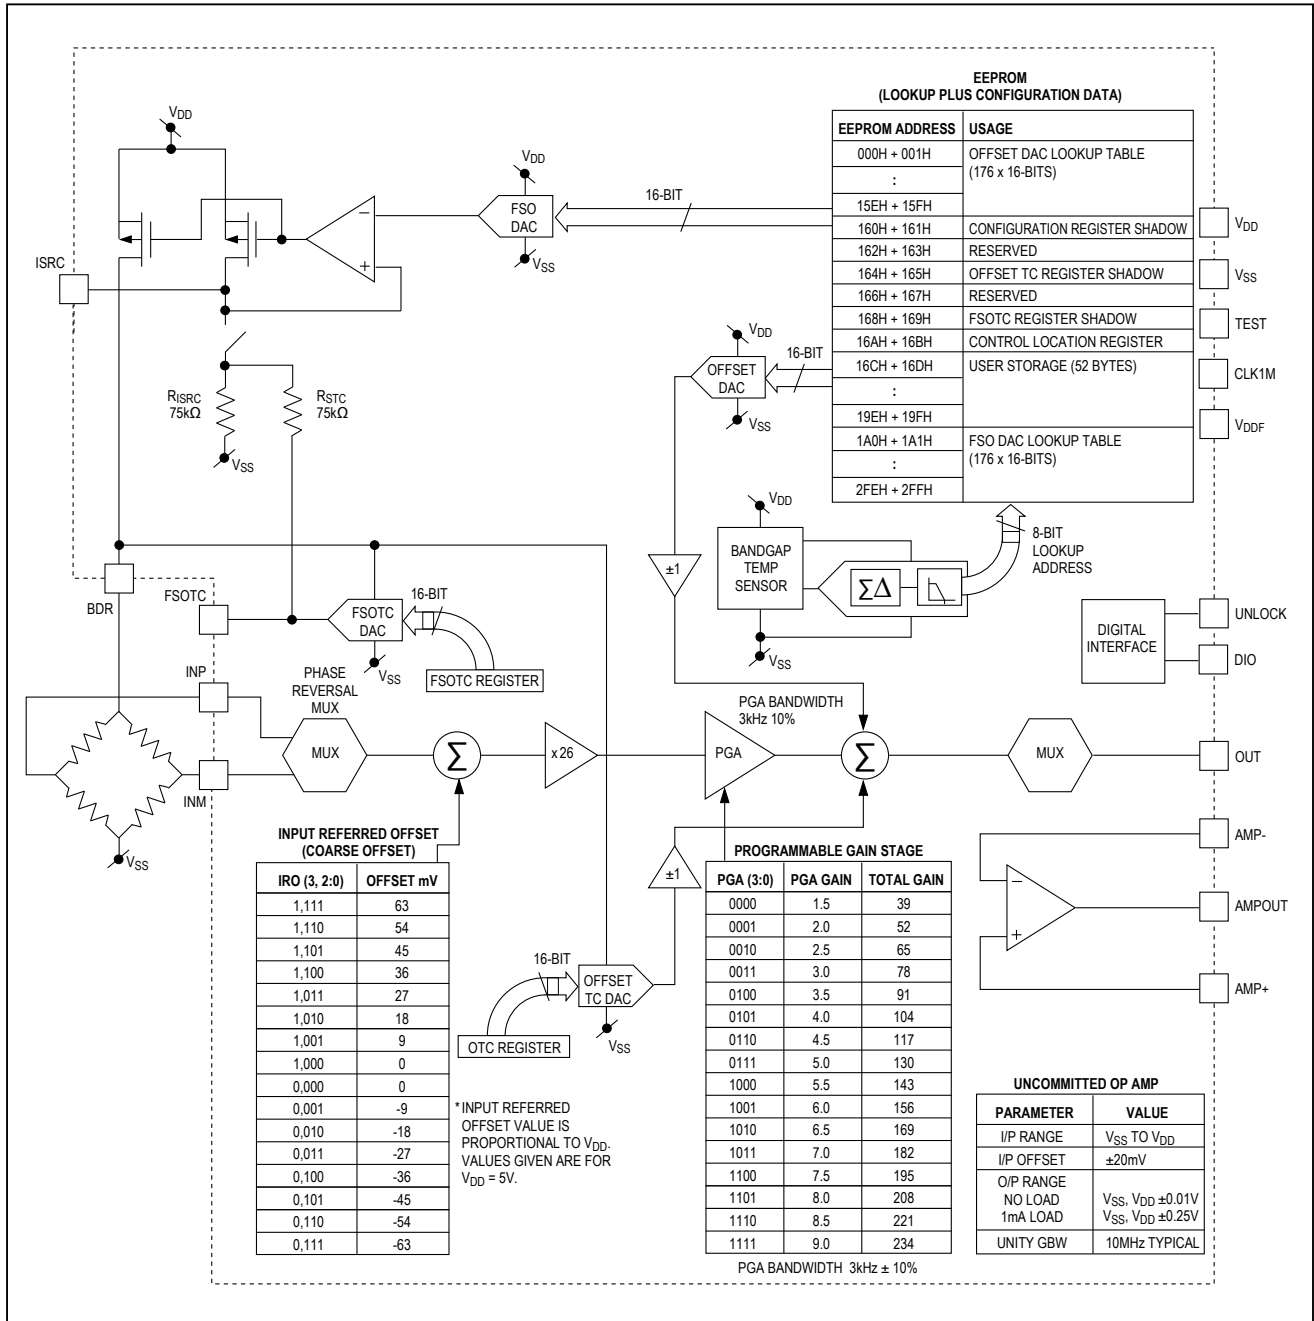 EEPROM
(LOOKUP PLUS CONFIGURATION DATA)
EEPROM ADDRESS USAGE
000H + 001H OFFSET DAC LOOKUP TABLE
(176 x 16-BITS)
:
15EH + 15FH
160H + 161H CONFIGURATION REGISTER SHADOW
162H + 163H RESERVED
164H + 165H OFFSET TC REGISTER SHADOW
166H + 167H RESERVED
168H + 169H FSOTC REGISTER SHADOW
16AH + 16BH CONTROL LOCATION REGISTER
16CH + 16DH USER STORAGE (52 BYTES)
:
19EH + 19FH
1A0H + 1A1H FSO DAC LOOKUP TABLE
(176 x 16-BITS)
:
2FEH + 2FFH
VDD
VDD
FSO
DAC
VSS
16-BIT
−
+
ISRC
RISRC
75kΩ
RSTC
75kΩ
VSS
VDD
OFFSET
DAC
VSS
16-BIT
VDD
VSS
TEST
CLK1M
VDDF
±1
VDD
BANDGAP
TEMP
SENSOR
VSS
ΣΔ
8-BIT
LOOKUP
ADDRESS
DIGITAL
INTERFACE
UNLOCK
DIO
BDR
FSOTC
FSOTC
DAC
VSS
16-BIT
FSOTC REGISTER
INP
INM
VSS
PHASE
REVERSAL
MUX
MUX
Σ
x 26
PGA BANDWIDTH
3kHz 10%
PGA
Σ
MUX
OUT
AMP-
−
AMPOUT
+
AMP+
INPUT REFERRED OFFSET
(COARSE OFFSET)
IRO (3, 2:0) OFFSET mV
1,111 63
1,110 54
1,101 45
1,100 36
1,011 27
1,010 18
1,001 9
1,000 0
0,000 0
0,001 -9
0,010 -18
0,011 -27
0,100 -36
0,101 -45
0,110 -54
0,111 -63
*INPUT REFERRED
OFFSET VALUE IS
PROPORTIONAL TO VDD.
VALUES GIVEN ARE FOR
VDD = 5V.
±1
16-BIT
OFFSET
TC DAC
VSS
OTC REGISTER
PROGRAMMABLE GAIN STAGE
PGA (3:0) PGA GAIN TOTAL GAIN
0000 1.5 39
0001 2.0 52
0010 2.5 65
0011 3.0 78
0100 3.5 91
0101 4.0 104
0110 4.5 117
0111 5.0 130
1000 5.5 143
1001 6.0 156
1010 6.5 169
1011 7.0 182
1100 7.5 195
1101 8.0 208
1110 8.5 221
1111 9.0 234
PGA BANDWIDTH 3kHz ± 10%
UNCOMMITTED OP AMP
PARAMETER VALUE
I/P RANGE VSS TO VDD
I/P OFFSET ±20mV
O/P RANGE
NO LOAD VSS, VDD ±0.01V
1mA LOAD VSS, VDD ±0.25V
UNITY GBW 10MHz TYPICAL